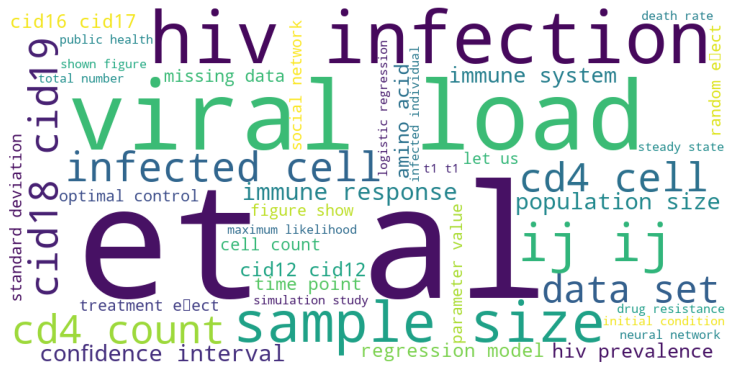 cid16 cid17
hiv infection
death rate
public health
shown figure
total number
missing data
social network
logistic regression
amino acid
infected individual
immune system
random e▯ect
viral load
cid18 cid19
standard deviation
infected cell
t1 t1
let us
steady state
optimal control
immune response
cd4 cell
population size
et al
figure show
maximum likelihood
cell count
parameter value
ij ij
cid12 cid12
time point
simulation study
data set
treatment e▯ect
cd4 count
sample size
drug resistance
initial condition
neural network
confidence interval
regression model
hiv prevalence